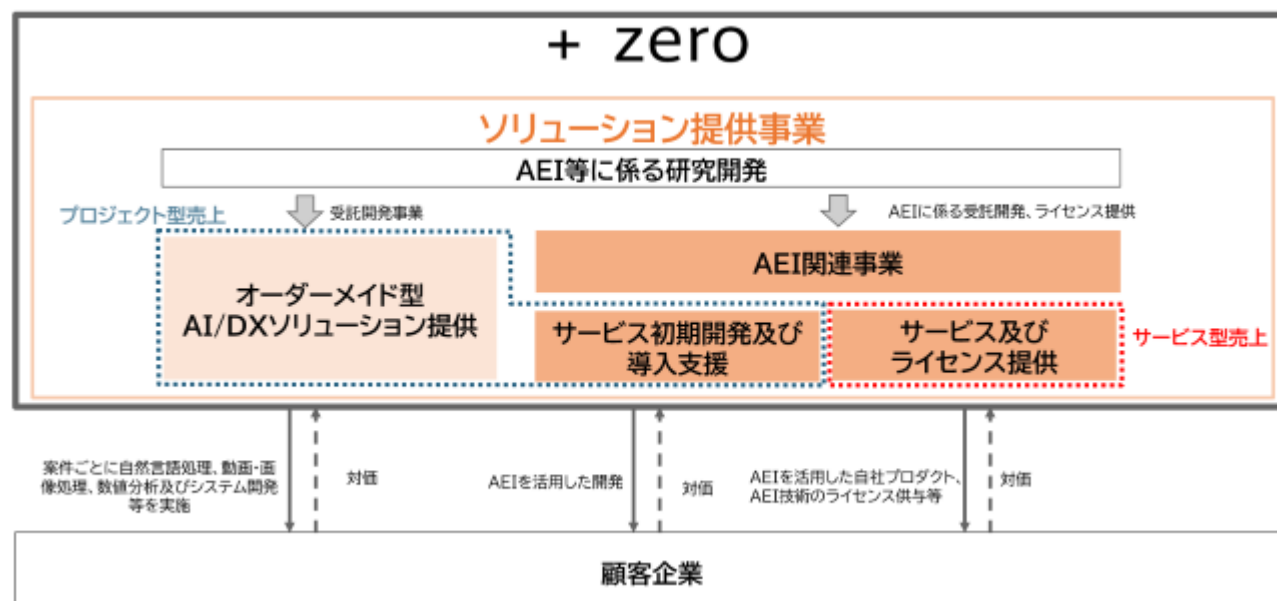 + zero
ソリューション提供事業
AEI等に係る研究開発
プロジェクト型売上
受託開発事業
AEIに係る受託開発、ライセンス提供
オーダーメイド型
AI/DXソリューション提供
AEI関連事業
サービス初期開発及び
導入支援
サービス及び
ライセンス提供
サービス型売上
案件ごとに自然言語処理、動画・画
像処理、数値分析及びシステム開発
等を実施
対価
AEIを活用した開発
対価
AEIを活用した自社プロダクト、
AEI技術のライセンス供与等
対価
顧客企業